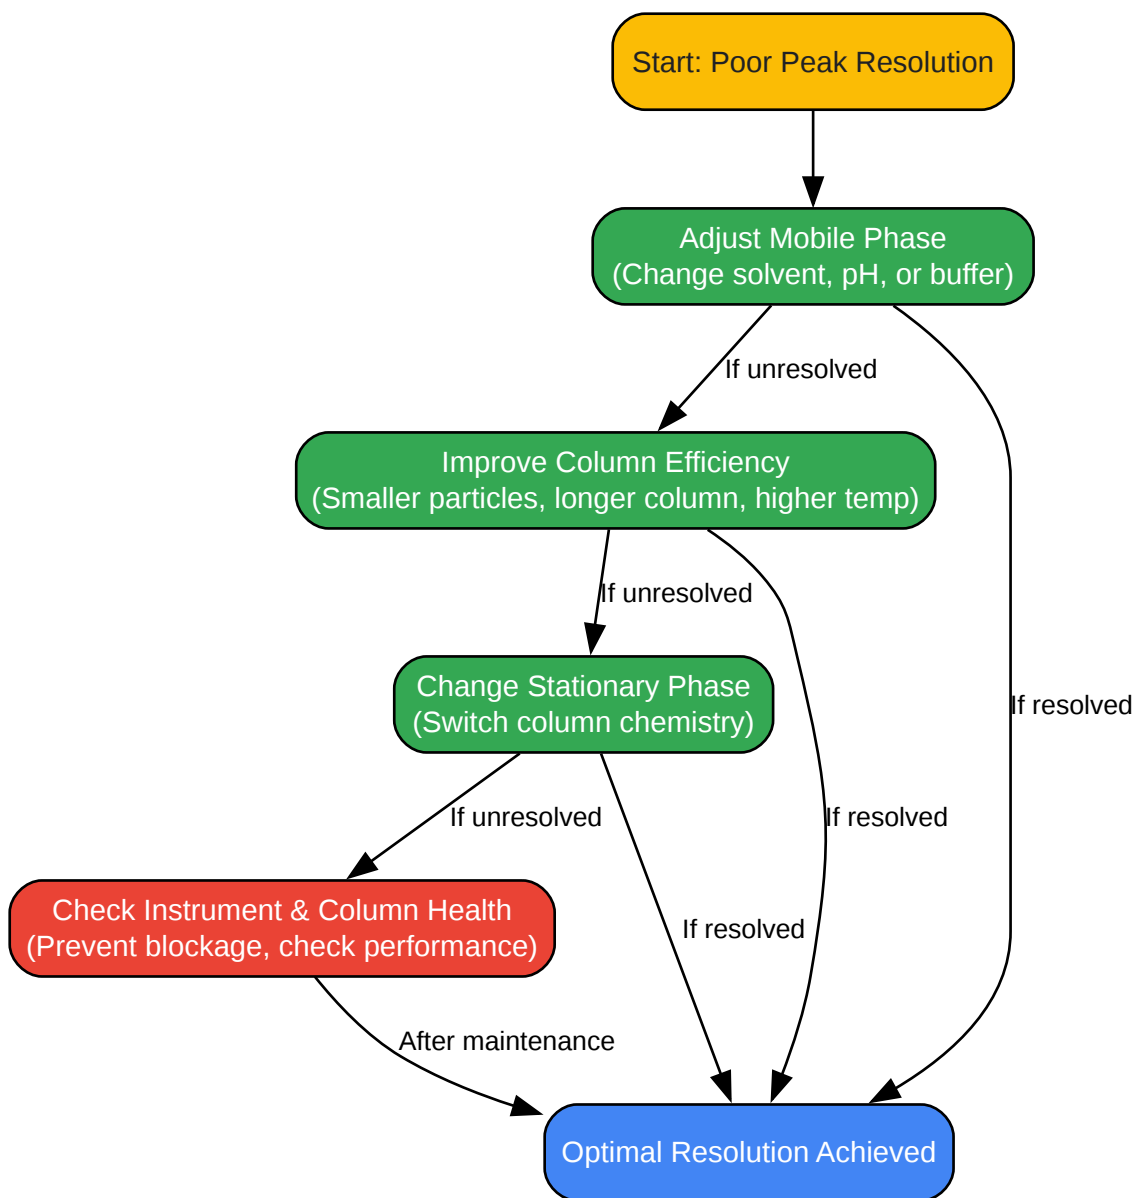 Start: Poor Peak Resolution
Adjust Mobile Phase
(Change solvent, pH, or buffer)
If unresolved
Improve Column Efficiency
(Smaller particles, longer column, higher temp)
If unresolved
Change Stationary Phase
(Switch column chemistry)
If resolved
If unresolved
If resolved
Check Instrument & Column Health
(Prevent blockage, check performance)
If resolved
After maintenance
Optimal Resolution Achieved